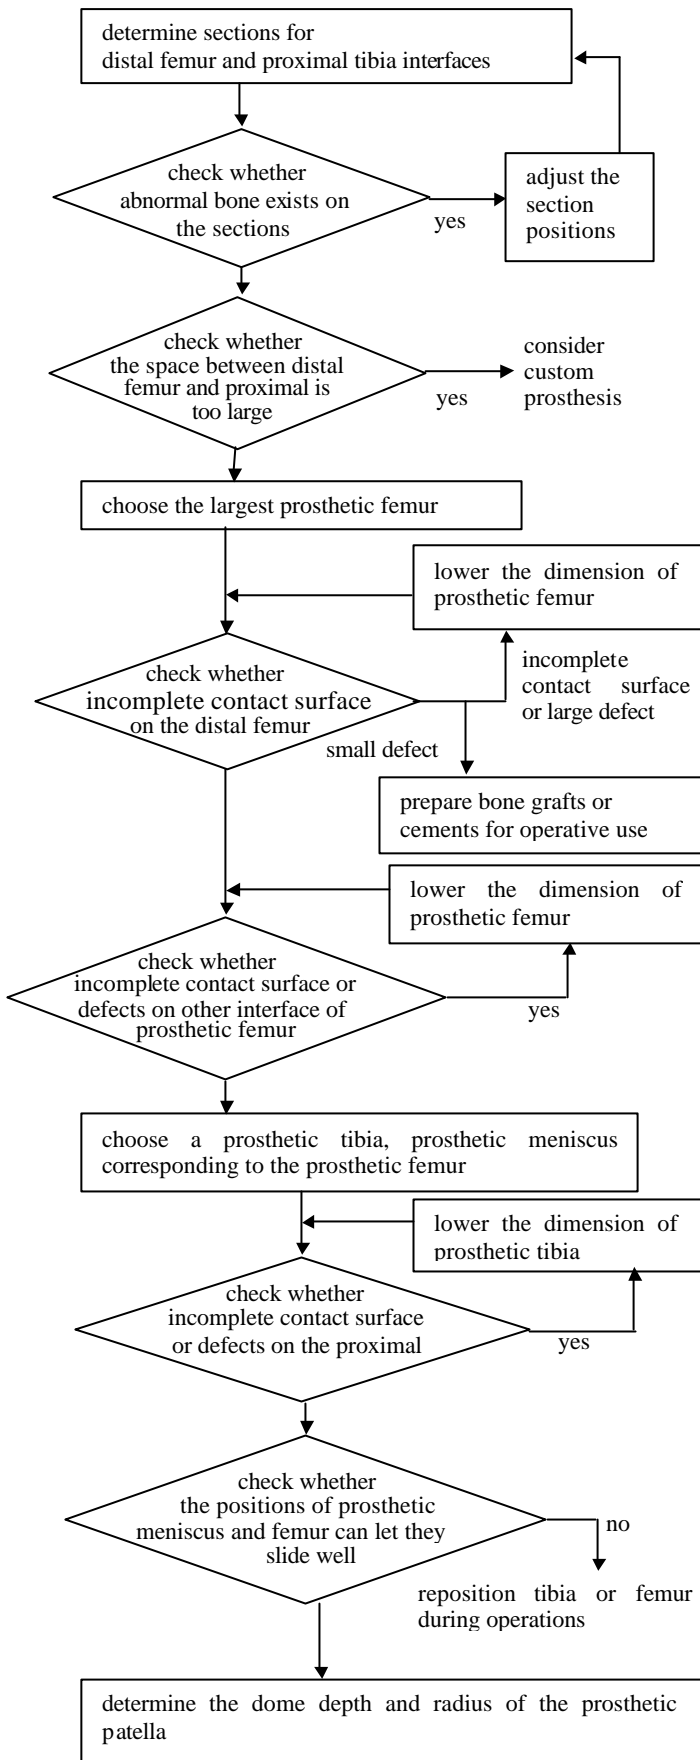 determine sections for
distal femur and proximal tibia interfaces
check whether
abnormal bone exists on
the sections
yes
adjust the
section
positions
check whether
the space between distal
femur and proximal is
too large
yes
consider
custom
prosthesis
choose the largest prosthetic femur
lower the dimension of
prosthetic femur
check whether
incomplete contact surface
on the distal femur
incomplete
contact surface
or large defect
small defect
prepare bone grafts or
cements for operative use
lower the dimension of
prosthetic femur
check whether
incomplete contact surface or
defects on other interface of
prosthetic femur
yes
choose a prosthetic tibia, prosthetic meniscus
corresponding to the prosthetic femur
lower the dimension of
prosthetic tibia
check whether
incomplete contact surface
or defects on the proximal
yes
check whether
the positions of prosthetic
meniscus and femur can let they
slide well
no
reposition tibia or femur
during operations
determine the dome depth and radius of the prosthetic
patella